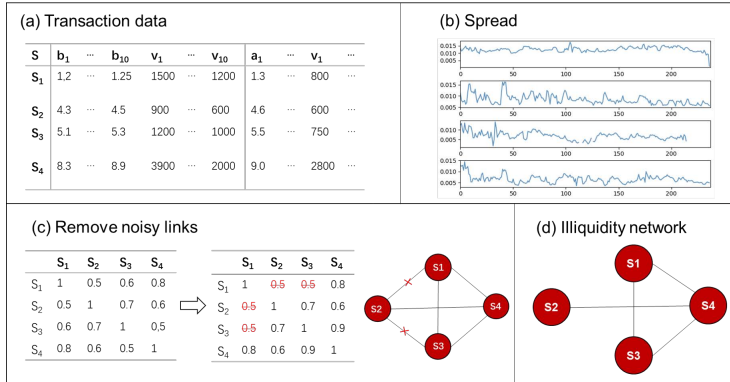 (a) Transaction data
S b₁ ... b₁₀ v₁ ... v₁₀ a₁ ... v₁ ...
S₁ 1,2 ... 1.25 1500 ... 1200 1.3 ... 800 ...
S₂ 4.3 ... 4.5 900 ... 600 4.6 ... 600 ...
S₃ 5.1 ... 5.3 1200 ... 1000 5.5 ... 750 ...
S₄ 8.3 ... 8.9 3900 ... 2000 9.0 ... 2800 ...
(b) Spread
0.015
0.010
0.005
0 50 100 150 200
0.015
0.010
0 50 100 150 200
0.010
0.005
0 50 100 150 200
0.015
0.010
0.005
0 50 100 150 200
(c) Remove noisy links
S₁ S₂ S₃ S₄
S₁ 1 0.5 0.6 0.8
S₂ 0.5 1 0.7 0.6
S₃ 0.6 0.7 1 0,5
S₄ 0.8 0.6 0.5 1
S₁ S₂ S₃ S₄
S₁ 1 0.5 0.5 0.8
S₂ 0.5 1 0.7 0.6
S₃ 0.5 0.7 1 0.9
S₄ 0.8 0.6 0.9 1
S1
S2
S4
S3
(d) Illiquidity network
S1
S2
S4
S3